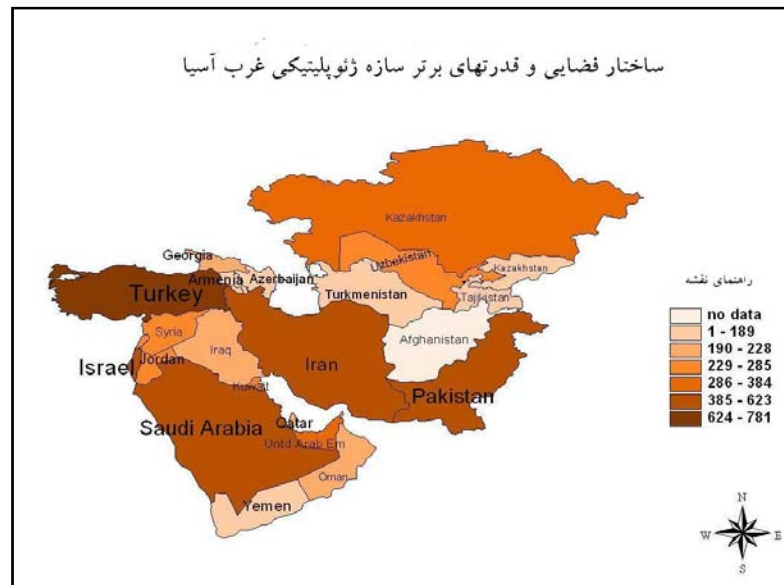 ساختار فضایی و قدرتهای برتر سازه ژئوپلیتیکی غرب آسیا
Kazakhstan
Georgia
Uzbekistan
Kazakhstan
Armenia
Azerbaijan
Turkey
Turkmenistan
Tajikistan
Syria
Afghanistan
Israel
Jordan
Iraq
Iran
Kuwait
Pakistan
Saudi Arabia
Qatar
Untd Arab Em
Oman
Yemen
راهنمای نقشه
no data
1 - 189
190 - 228
229 - 285
286 - 384
385 - 623
624 - 781
N
W E
S